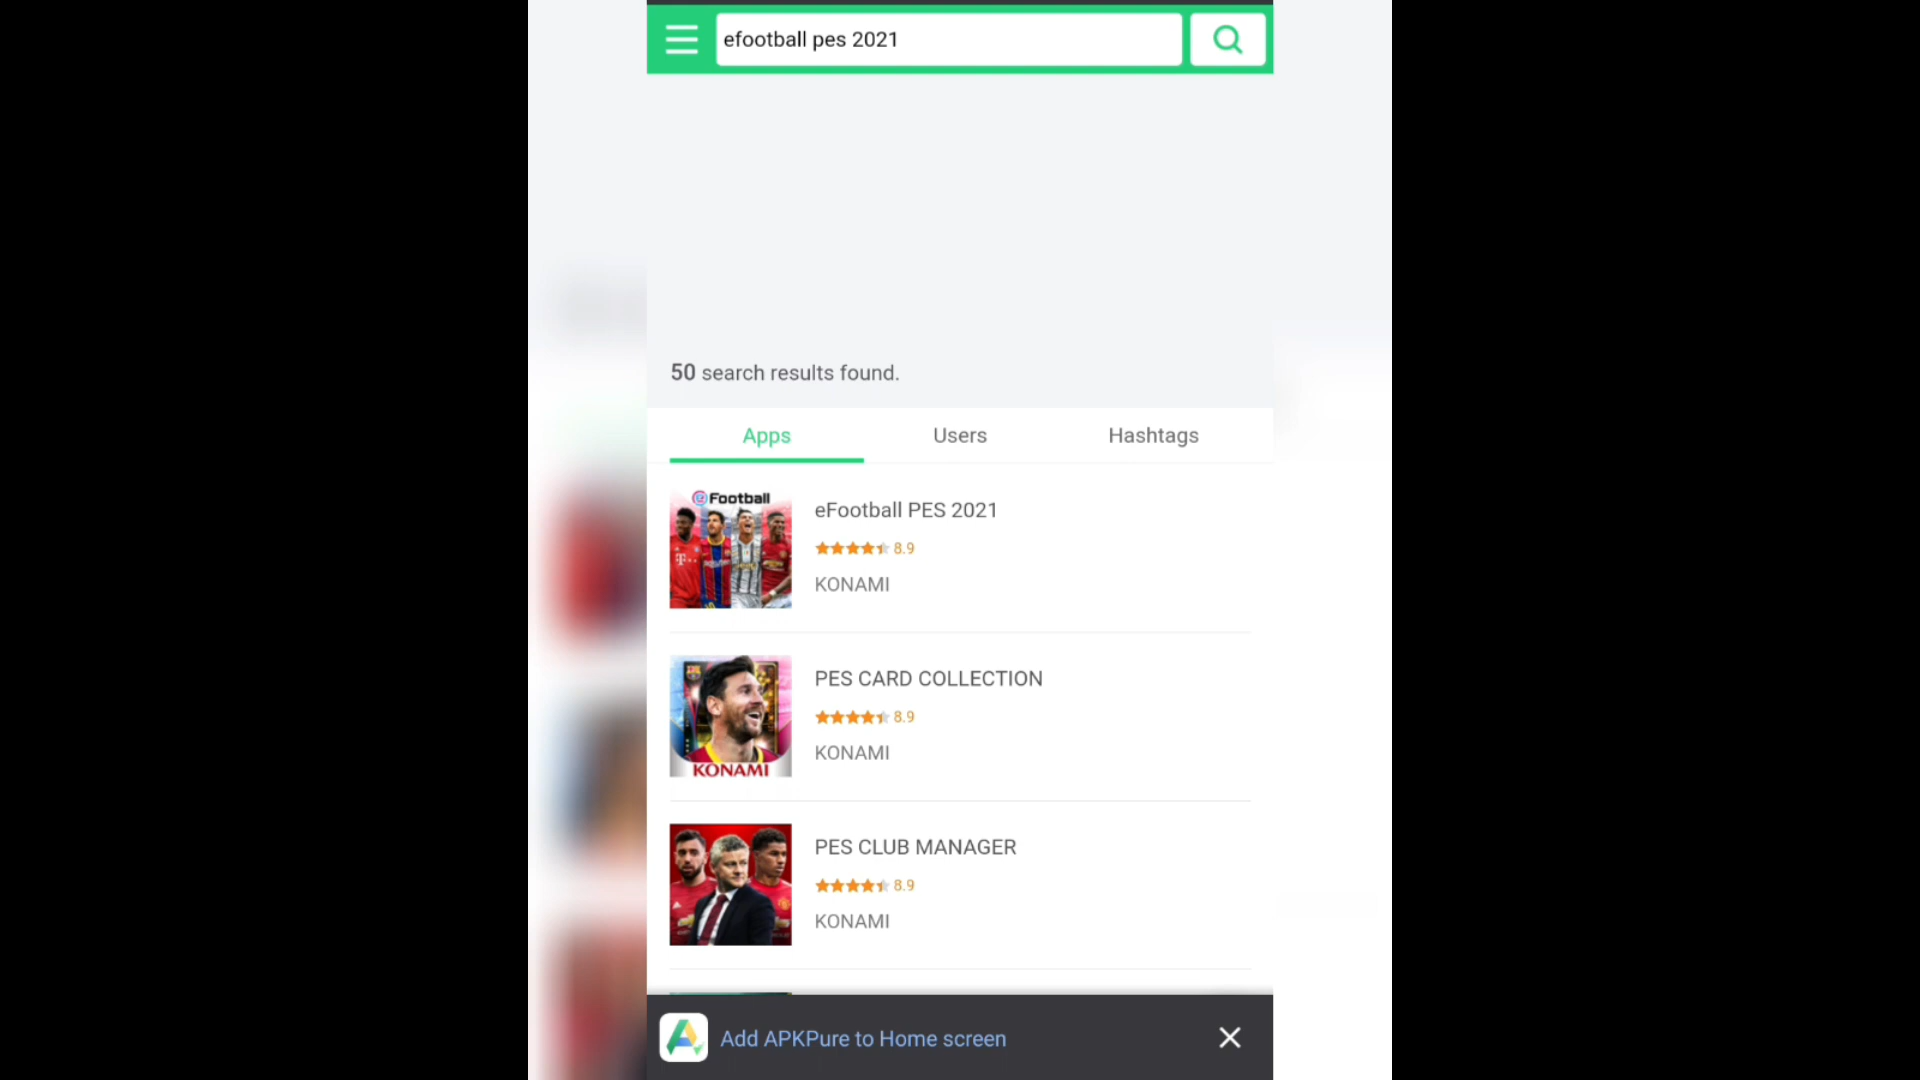 efootball pes 2021
50 search results found.
Apps Users Hashtags
Football
eFootball PES 2021
8.9
KONAMI
PES CARD COLLECTION
8.9
KONAMI
KONAMI
PES CLUB MANAGER
8.9
KONAMI
Add APKPure to Home screen